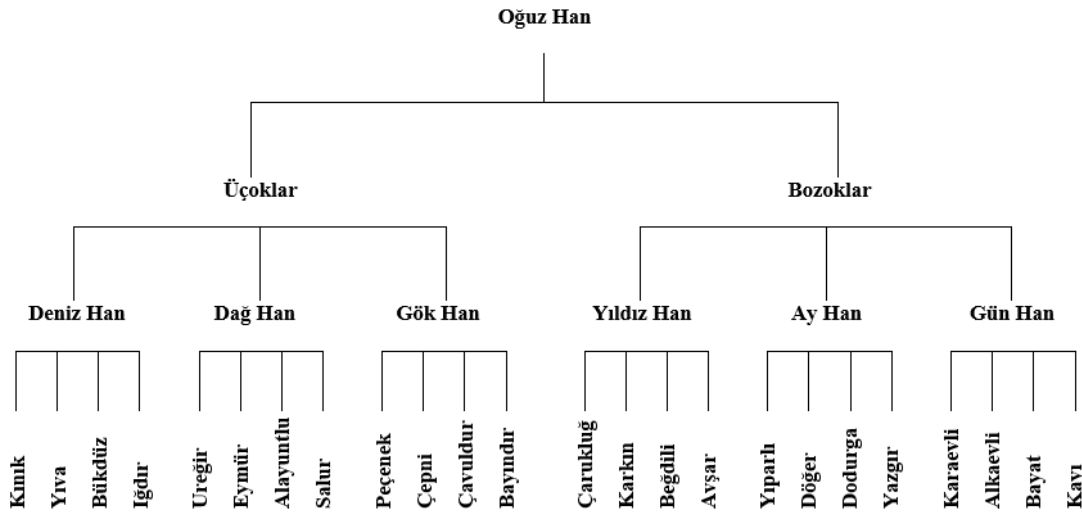 Oğuz Han
Üçoklar
Bozoklar
Deniz Han
Dağ Han
Gök Han
Yıldız Han
Ay Han
Gün Han
Kınık
Yıva
Bükdüz
Iğdır
Ureğir
Eymür
Alayuntlu
Salur
Peçenek
Çepni
Çavuldur
Bayındır
Çarukluğ
Karkın
Beğdili
Avşar
Yıparlı
Döğer
Dodurga
Yazgır
Karaevli
Alkaevli
Bayat
Kayı